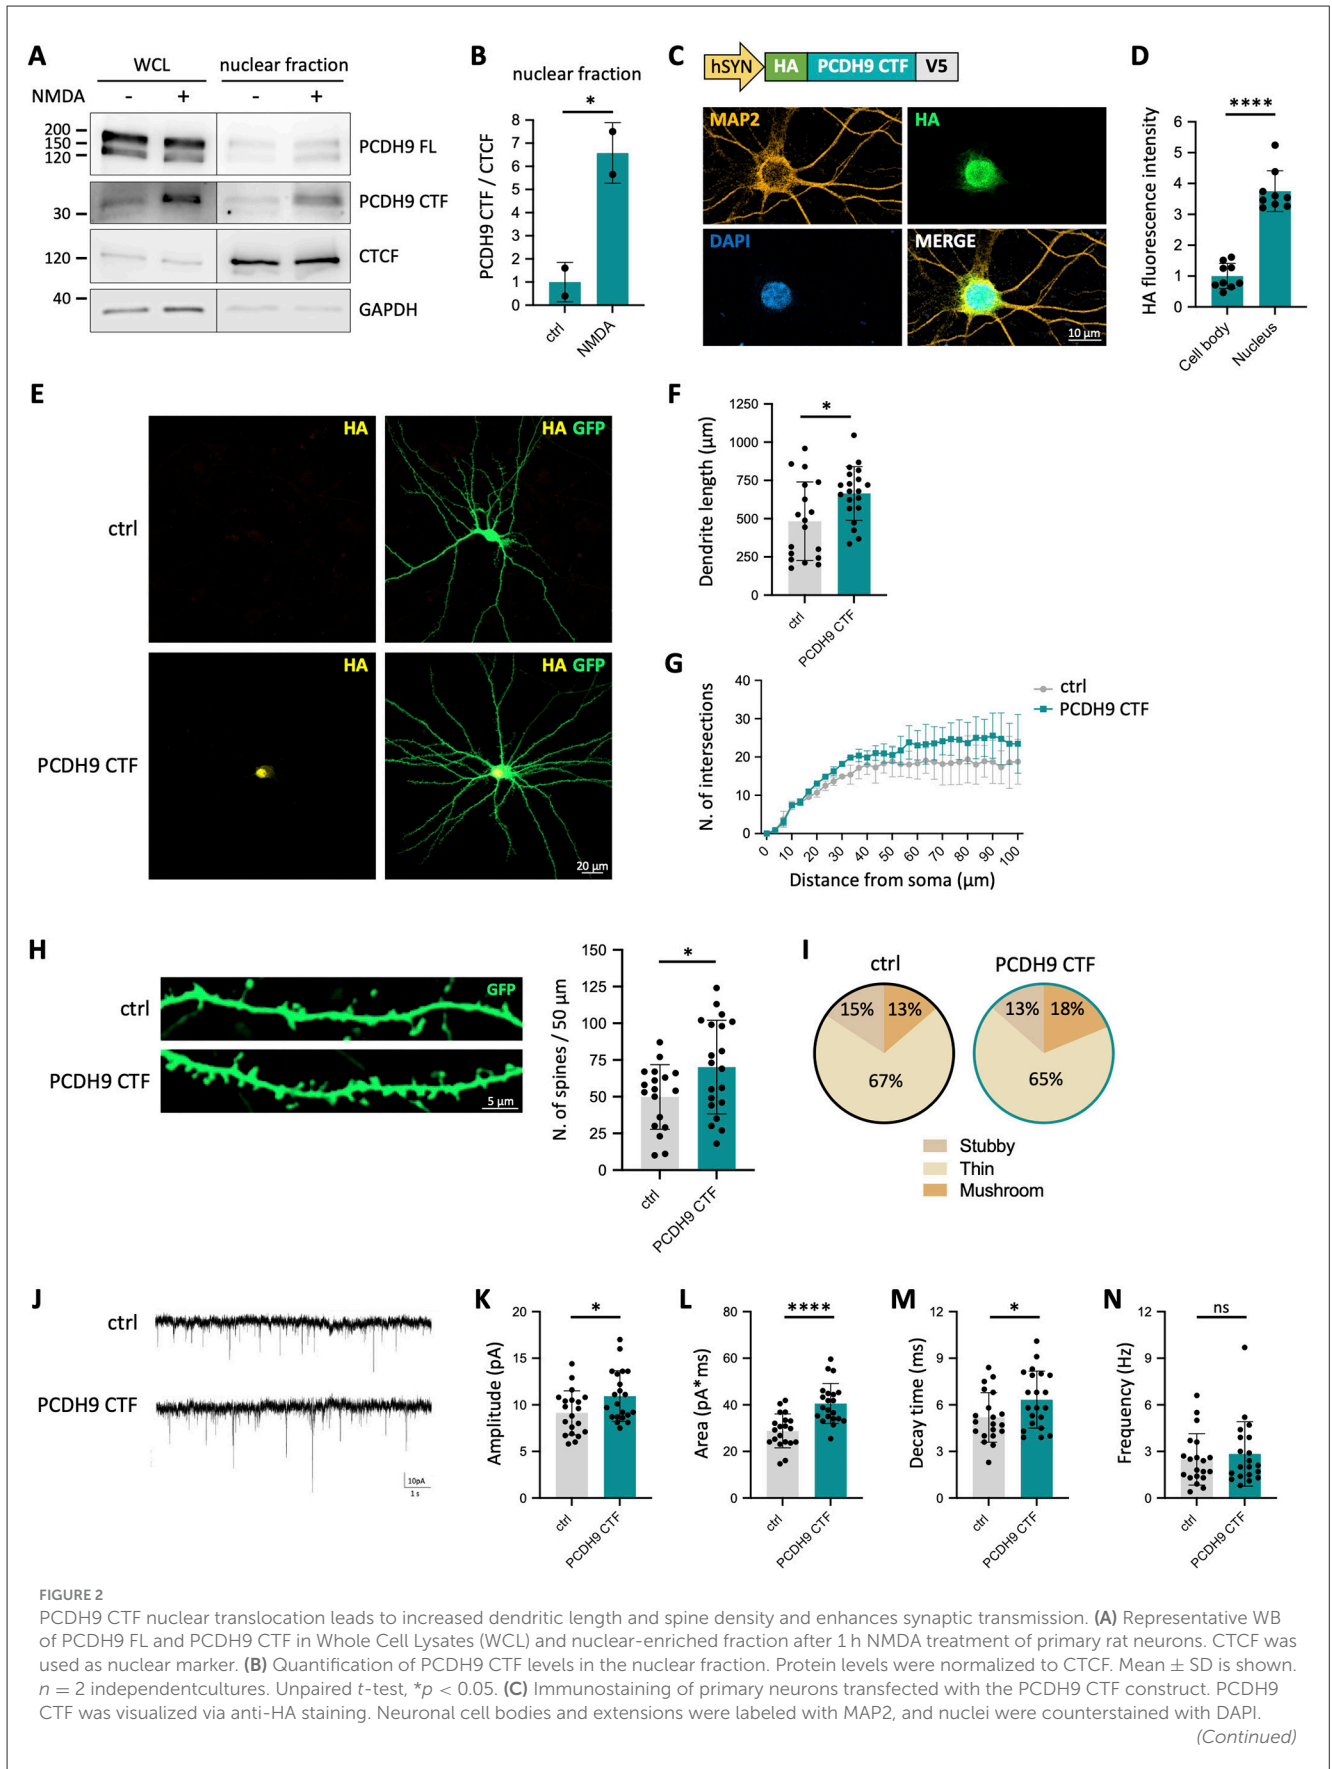 A
WCL nuclear fraction
NMDA - + - +
200
150
120
PCDH9 FL
30
PCDH9 CTF
120
CTCF
40
GAPDH
B
nuclear fraction
*
PCDH9 CTF / CTCF
8
7
6
5
4
3
2
1
0
ctrl
NMDA
C
hSYN HA PCDH9 CTF V5
MAP2 HA
DAPI MERGE
10 µm
D
****
HA fluorescence intensity
6
5
4
3
2
1
0
Cell body
Nucleus
E
ctrl
HA HA GFP
PCDH9 CTF
HA HA GFP
20 µm
F
*
Dendrite length (µm)
1250
1000
750
500
250
0
ctrl
PCDH9 CTF
G
N. of intersections
40
30
20
10
0
ctrl
PCDH9 CTF
0 10 20 30 40 50 60 70 80 90 100
Distance from soma (µm)
H
ctrl
GFP
PCDH9 CTF
5 µm
*
N. of spines / 50 µm
150
125
100
75
50
25
0
ctrl
PCDH9 CTF
I
ctrl PCDH9 CTF
15% 13% 13% 18%
67% 65%
Stubby
Thin
Mushroom
J
ctrl
PCDH9 CTF
10pA
1 s
K
*
Amplitude (pA)
20
15
10
5
0
ctrl
PCDH9 CTF
L
****
Area (pA*ms)
80
60
40
20
0
ctrl
PCDH9 CTF
M
*
Decay time (ms)
12
9
6
3
0
ctrl
PCDH9 CTF
N
ns
Frequency (Hz)
12
9
6
3
0
ctrl
PCDH9 CTF
FIGURE 2
PCDH9 CTF nuclear translocation leads to increased dendritic length and spine density and enhances synaptic transmission. (A) Representative WB
of PCDH9 FL and PCDH9 CTF in Whole Cell Lysates (WCL) and nuclear-enriched fraction after 1 h NMDA treatment of primary rat neurons. CTCF was
used as nuclear marker. (B) Quantification of PCDH9 CTF levels in the nuclear fraction. Protein levels were normalized to CTCF. Mean ± SD is shown.
n = 2 independentcultures. Unpaired t-test, *p < 0.05. (C) Immunostaining of primary neurons transfected with the PCDH9 CTF construct. PCDH9
CTF was visualized via anti-HA staining. Neuronal cell bodies and extensions were labeled with MAP2, and nuclei were counterstained with DAPI.
(Continued)